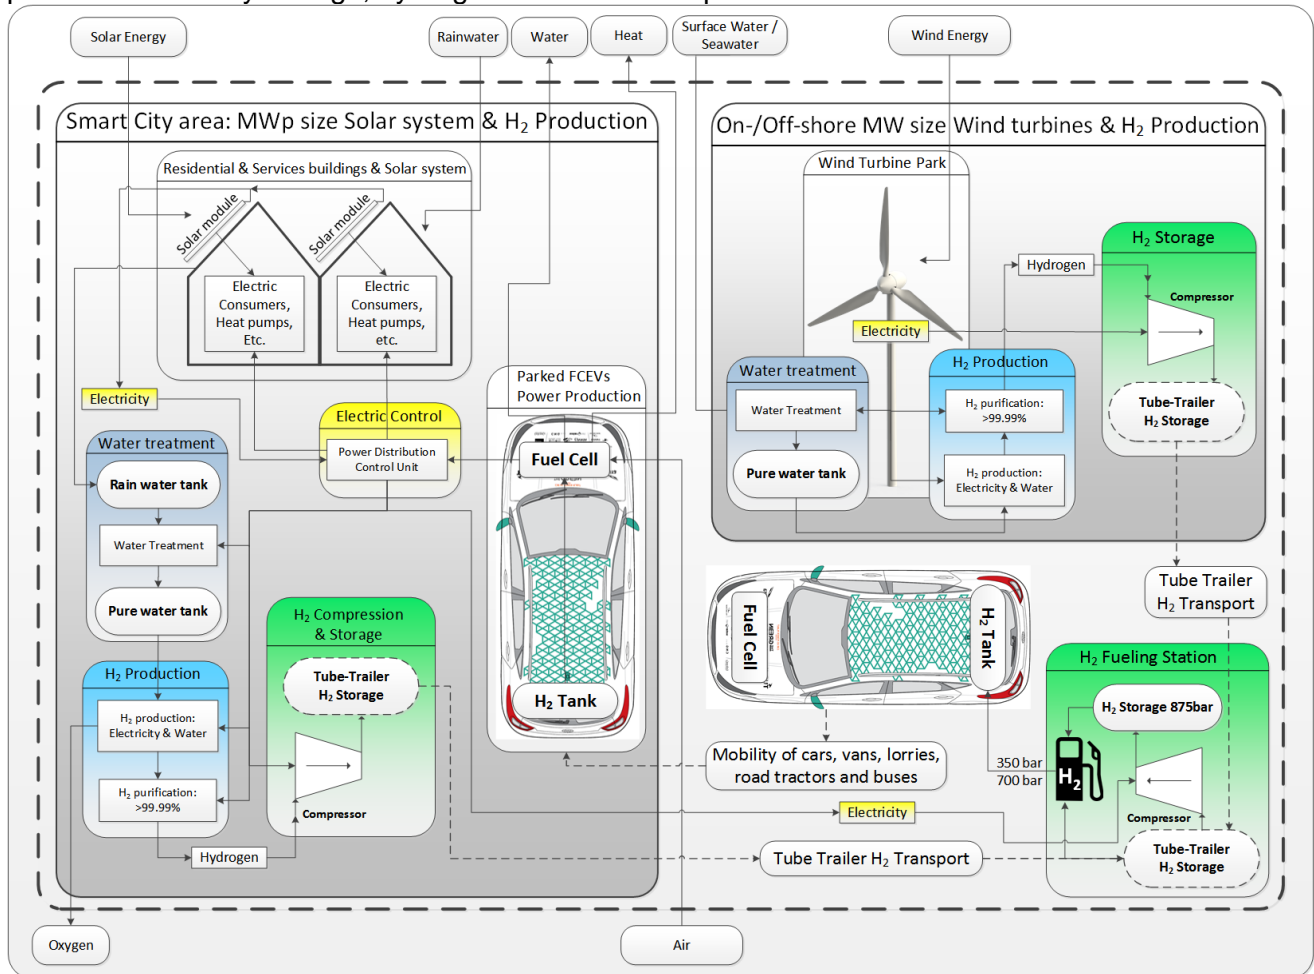 Solar Energy
Rainwater
Water
Heat
Surface Water /
Seawater
Wind Energy
Smart City area: MWp size Solar system & H₂ Production
Residential & Services buildings & Solar system
Solar module
Solar module
Electric
Consumers,
Heat pumps,
Etc.
Electric
Consumers,
Heat pumps,
etc.
Electricity
Electric Control
Power Distribution
Control Unit
Water treatment
Rain water tank
Water Treatment
Pure water tank
H₂ Production
H₂ production:
Electricity & Water
H₂ purification:
>99.99%
Hydrogen
H₂ Compression
& Storage
Tube-Trailer
H₂ Storage
Compressor
Parked FCEVs
Power Production
Fuel Cell
H₂ Tank
On-/Off-shore MW size Wind turbines & H₂ Production
Wind Turbine Park
Electricity
Water treatment
Water Treatment
Pure water tank
H₂ Production
H₂ purification:
>99.99%
H₂ production:
Electricity & Water
Hydrogen
H₂ Storage
Compressor
Tube-Trailer
H₂ Storage
Tube Trailer
H₂ Transport
Fuel Cell
H₂ Tank
Mobility of cars, vans, lorries,
road tractors and buses
H₂ Fueling Station
H₂ Storage 875bar
350 bar
700 bar
H₂
Compressor
Tube-Trailer
H₂ Storage
Electricity
Tube Trailer H₂ Transport
Oxygen
Air